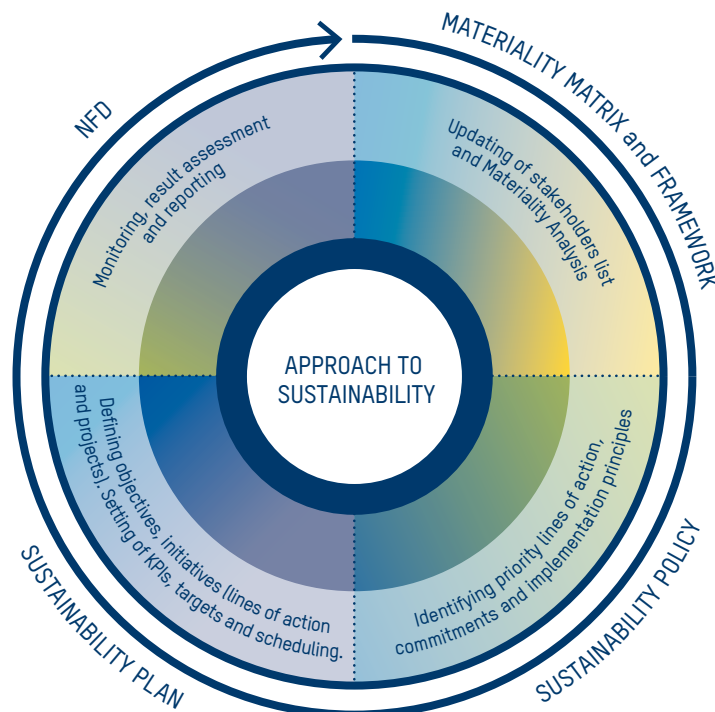 MATERIALITY MATRIX and FRAMEWORK
Updating of stakeholders list
and Materiality Analysis
SUSTAINABILITY POLICY
Identifying priority lines of action,
commitments and implementation principles
SUSTAINABILITY PLAN
Defining objectives, initiatives (lines of action
and projects). Setting of KPIs, targets and scheduling.
NFD
Monitoring, result assessment
and reporting
APPROACH TO
SUSTAINABILITY